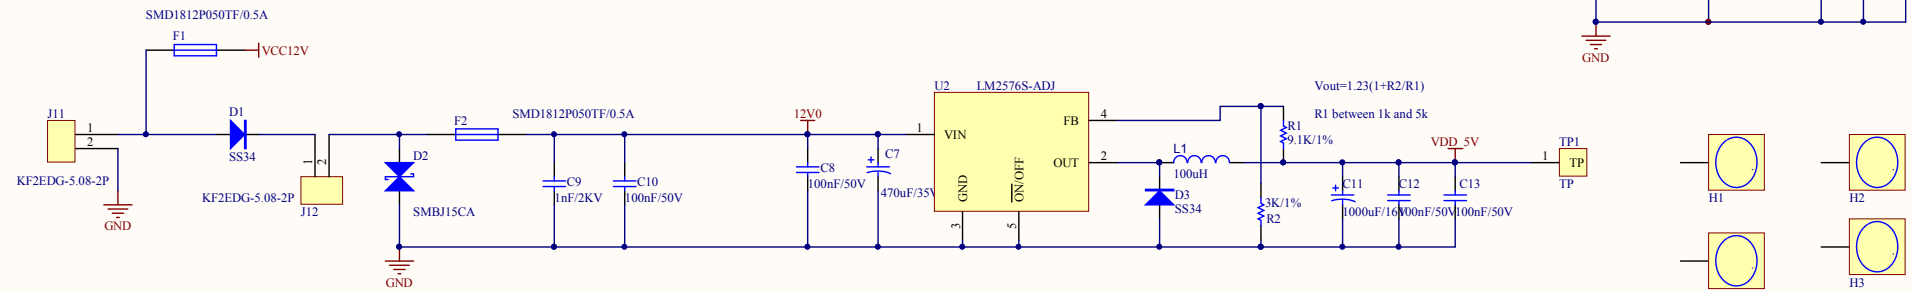 SMD1812P050TF/0.5A
F1
VCC12V
J11
1
2
KF2EDG-5.08-2P
GND
D1
SS34
1
2
KF2EDG-5.08-2P
J12
D2
SMBJ15CA
GND
F2
SMD1812P050TF/0.5A
C9
1nF/2KV
C10
100nF/50V
12V0
C8
100nF/50V
+
C7
470uF/35V
U2
LM2576S-ADJ
1
VIN
FB
4
OUT
2
GND
3
ON/OFF
5
Vout=1.23(1+R2/R1)
R1 between 1k and 5k
R1
9.1K/1%
L1
100uH
D3
SS34
3K/1%
R2
VDD_5V
+
C11
1000uF/16V
C12
100nF/50V
C13
100nF/50V
TP1
1
TP
TP
GND
H1
H2
H3